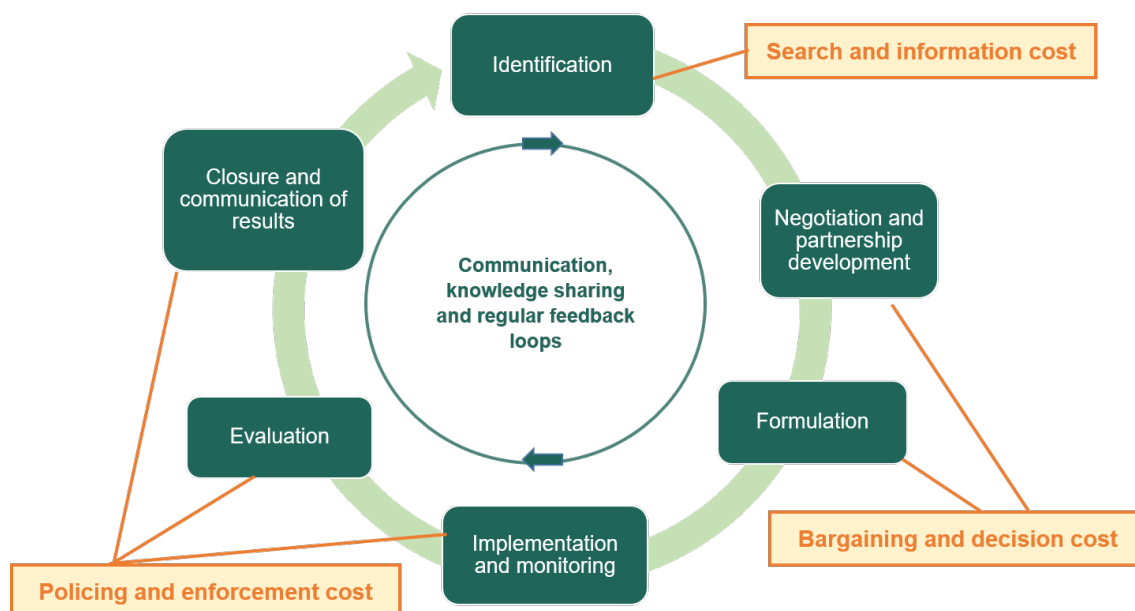 Identification
Search and information cost
Negotiation and
partnership
development
Formulation
Bargaining and decision cost
Implementation
and monitoring
Evaluation
Policing and enforcement cost
Closure and
communication of
results
Communication,
knowledge sharing
and regular feedback
loops